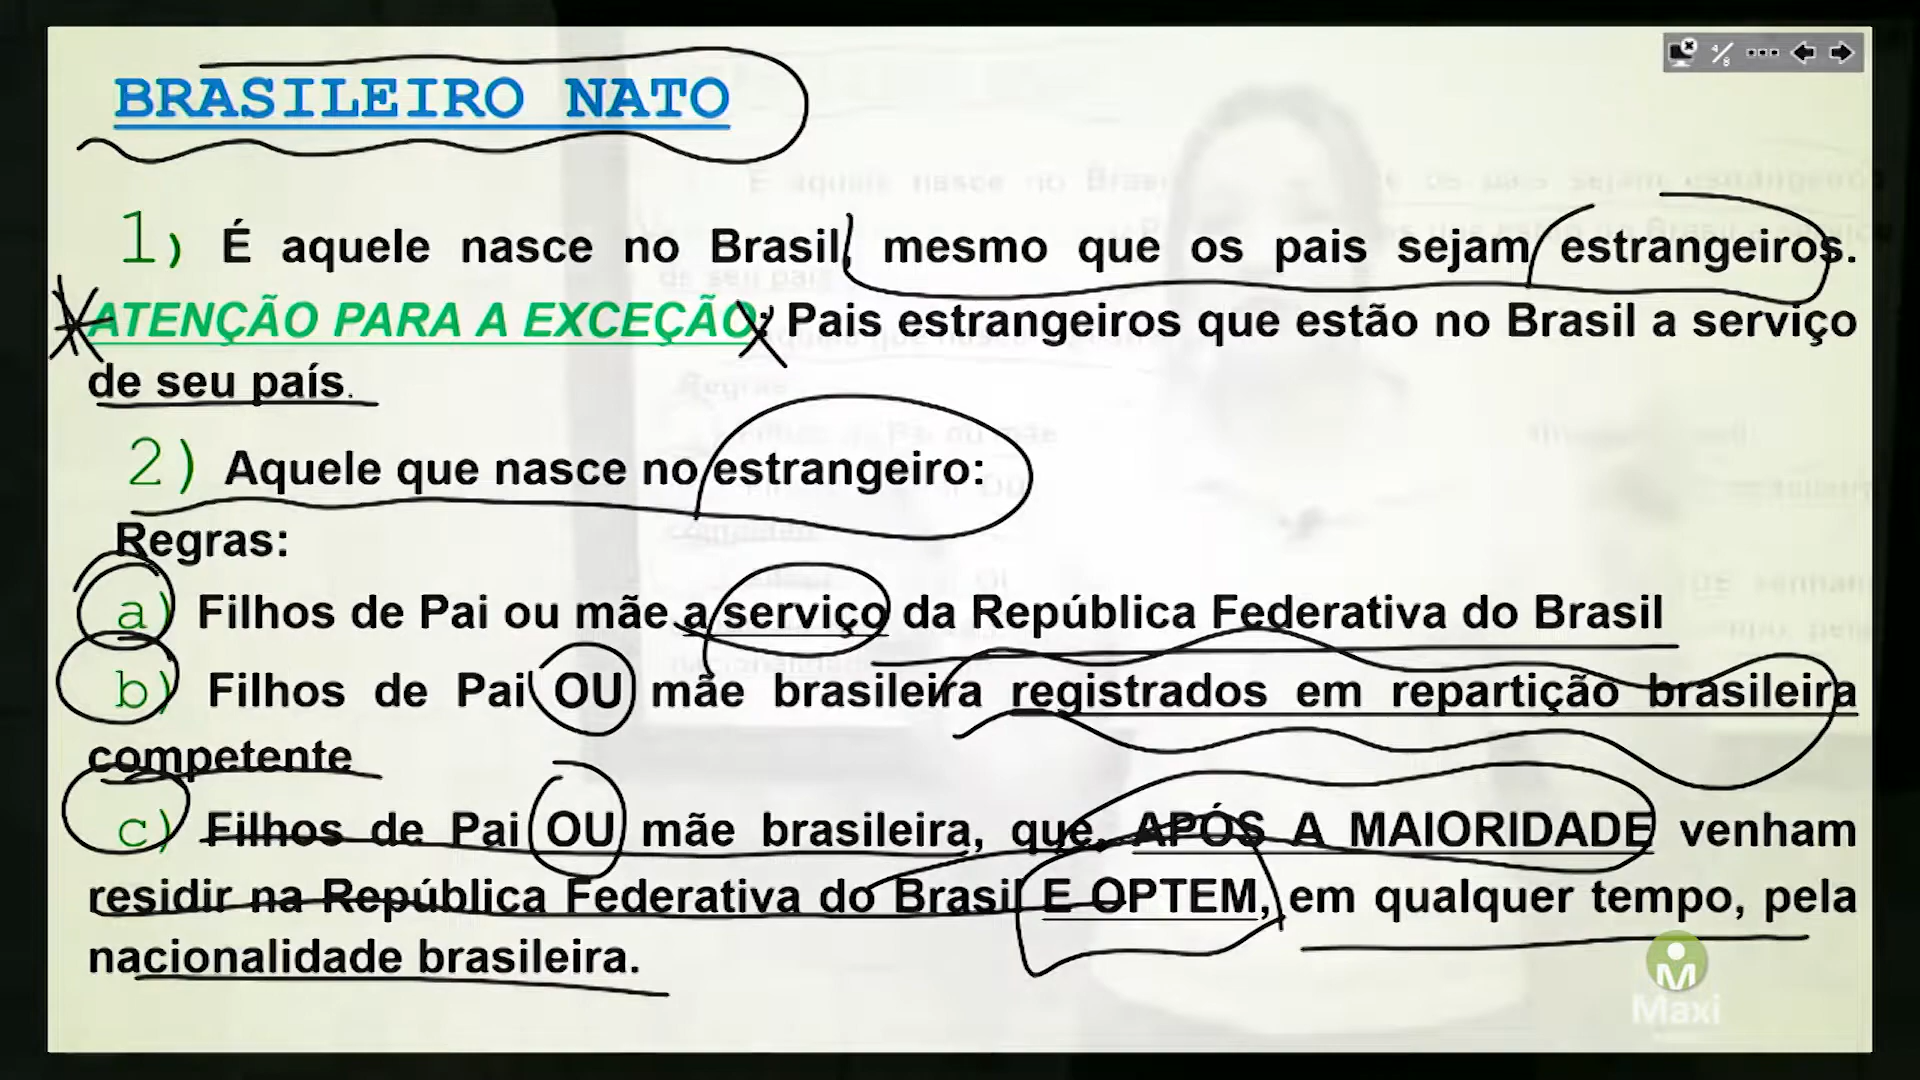 BRASILEIRO NATO
1) É aquele nasce no Brasil, mesmo que os pais sejam estrangeiros.
ATENÇÃO PARA A EXCEÇÃO: Pais estrangeiros que estão no Brasil a serviço
de seu país.
2) Aquele que nasce no estrangeiro:
Regras:
a) Filhos de Pai ou mãe a serviço da República Federativa do Brasil
b) Filhos de Pai OU mãe brasileira registrados em repartição brasileira
competente
c) Filhos de Pai OU mãe brasileira, que, APÓS A MAIORIDADE venham
residir na República Federativa do Brasil E OPTEM, em qualquer tempo, pela
nacionalidade brasileira.
M
Maxi